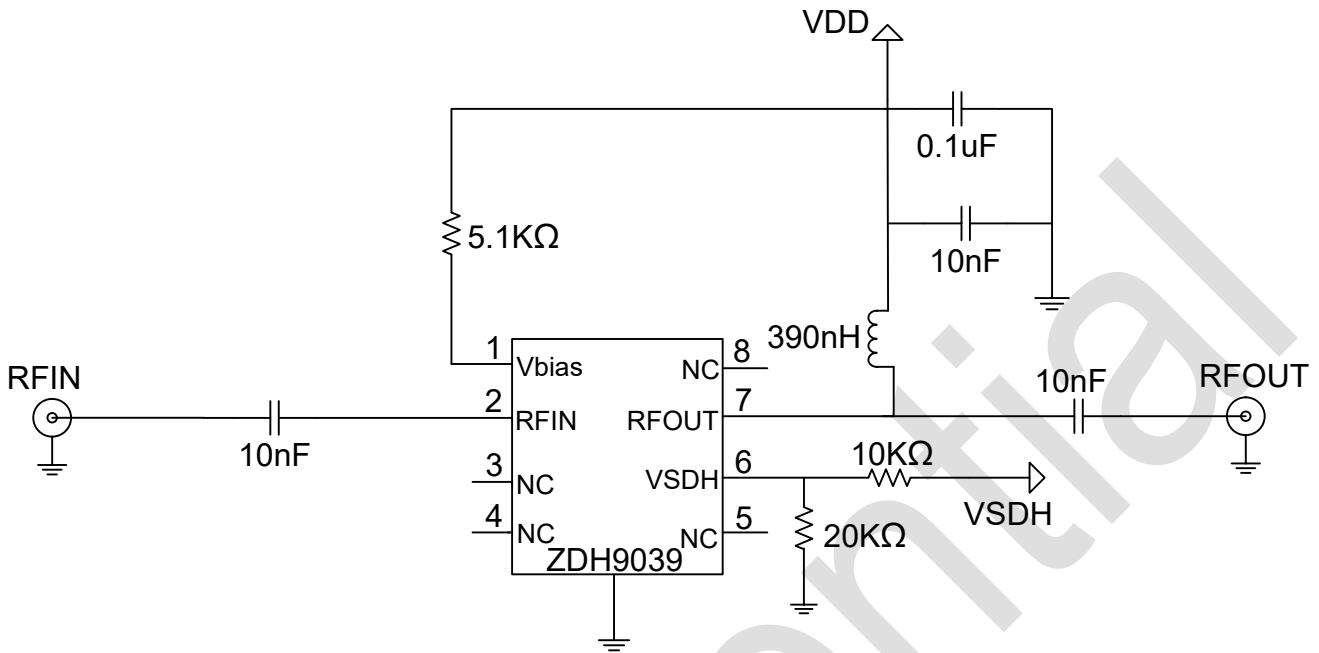 VDD
0.1uF
5.1KΩ
10nF
390nH
RFIN
10nF
1
Vbias
2
RFIN
3
NC
4
NC
ZDH9039
8
NC
7
RFOUT
6
VSDH
5
NC
10nF
RFOUT
10KΩ
VSDH
20KΩ
ential